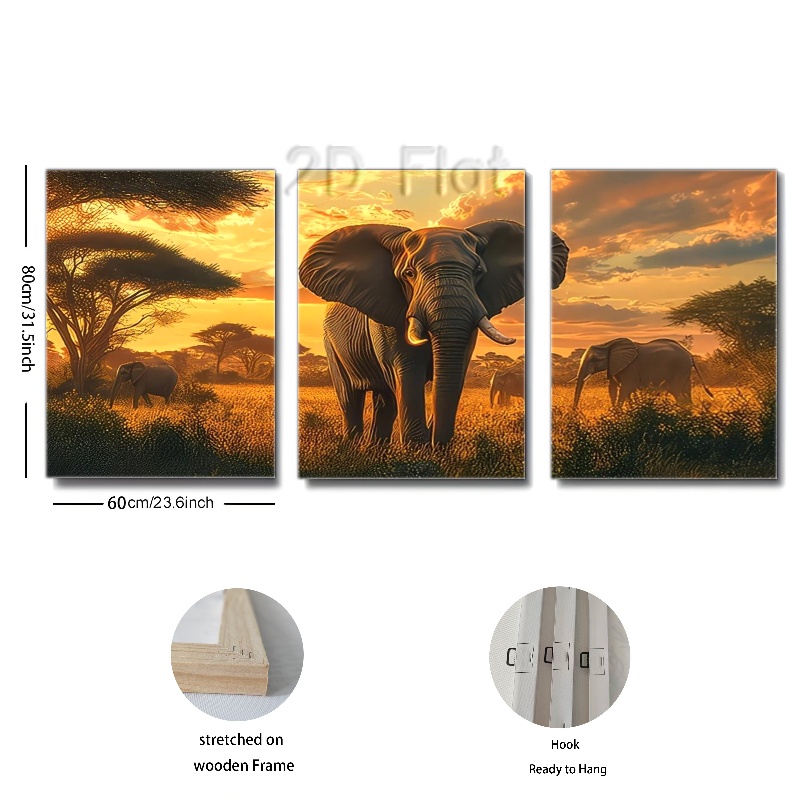 2D Flat
80cm/31.5inch
60cm/23.6inch
stretched on
wooden Frame
Hook
Ready to Hang